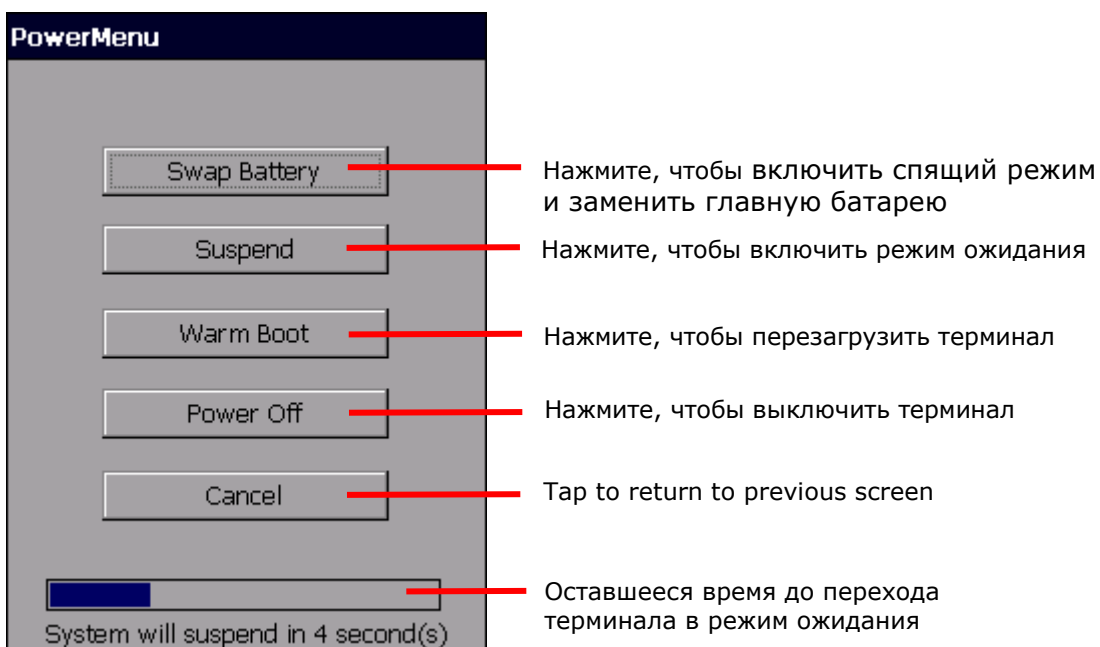 PowerMenu
Swap Battery
Нажмите, чтобы включить спящий режим
и заменить главную батарею
Suspend
Нажмите, чтобы включить режим ожидания
Warm Boot
Нажмите, чтобы перезагрузить терминал
Power Off
Нажмите, чтобы выключить терминал
Cancel
Tap to return to previous screen
Оставшееся время до перехода
терминала в режим ожидания
System will suspend in 4 second(s)